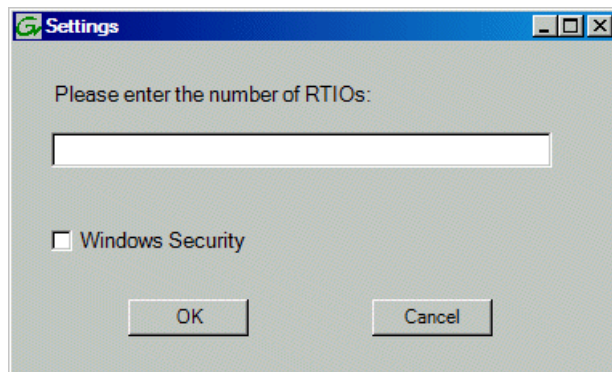 Settings
Please enter the number of RTIOs:
Windows Security
OK Cancel